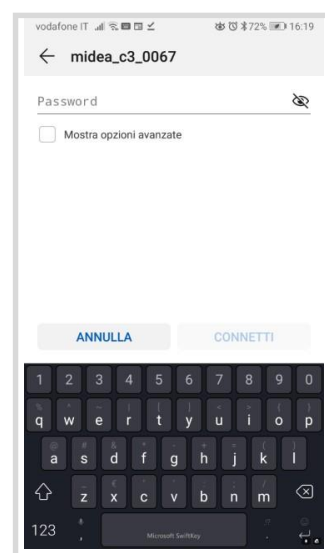 vodafone IT 72% 16:19
midea_c3_0067
Password
Mostra opzioni avanzate
ANNULLA CONNETTI
1 2 3 4 5 6 7 8 9 0
q w e r t y u i o p
a s d f g h j k l
z x c v b n m
123 , Microsoft SwiftKey .